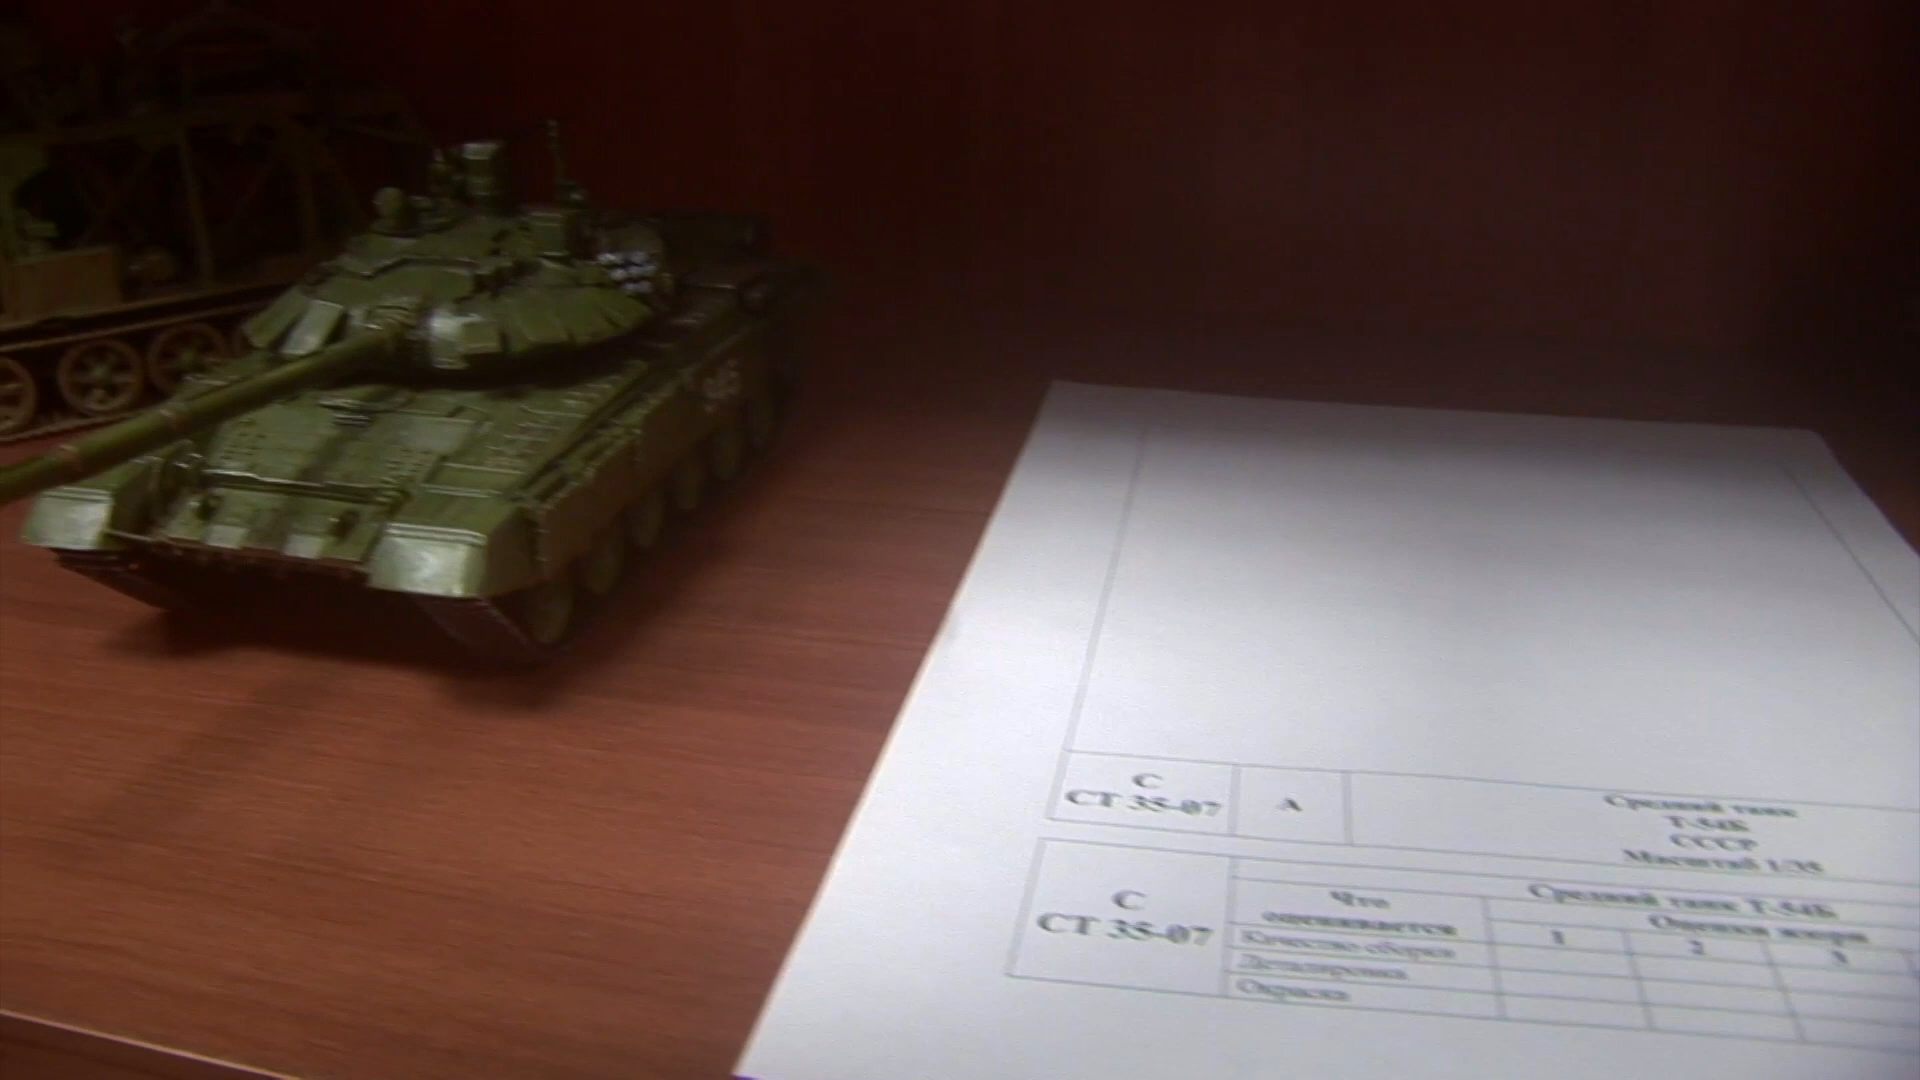 С
СТ 35-07
А
Средний танк
Т-54Б
СССР
Масштаб 1/35
С
СТ 35-07
Что
оценивается
Средний танк Т-54Б
Оценки жюри
1
2
3
Качество сборки
Деталировка
Окраска